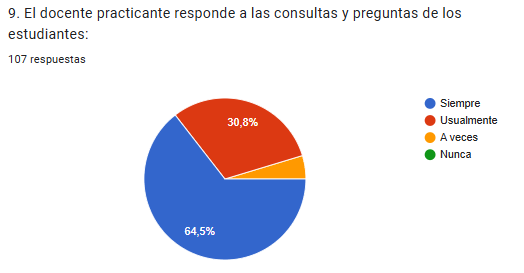 9. El docente practicante responde a las consultas y preguntas de los
estudiantes:
107 respuestas
Siempre
Usualmente
A veces
Nunca
30,8%
64,5%